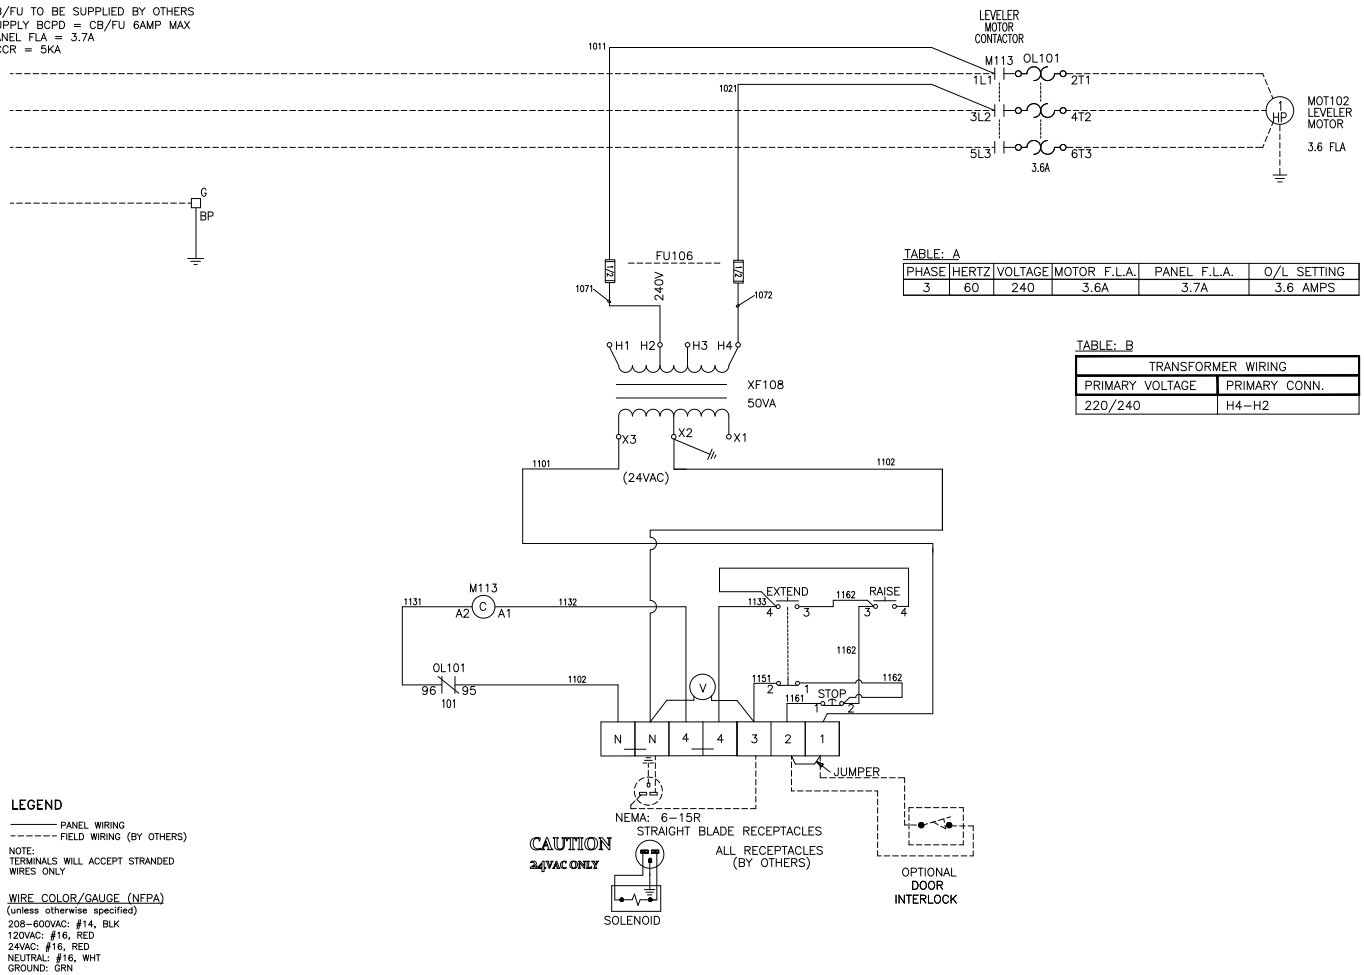 /FU TO BE SUPPLIED BY OTHERS
UPPLY BCPD = CB/FU 6AMP MAX
ANEL FLA = 3.7A
CCR = 5KA
LEVELER
MOTOR
CONTACTOR
1011
M113
OL101
1L1
2T1
1021
3L2
4T2
5L3
6T3
3.6A
1
HP
MOT102
LEVELER
MOTOR
3.6 FLA
G
BP
FU106
1/2
1/2
240V
1071
1072
TABLE: A
PHASE HERTZ VOLTAGE MOTOR F.L.A. PANEL F.L.A. O/L SETTING
3 60 240 3.6A 3.7A 3.6 AMPS
H1 H2 H3 H4
TABLE: B
TRANSFORMER WIRING
PRIMARY VOLTAGE PRIMARY CONN.
220/240 H4-H2
XF108
50VA
X3 X2 X1
1101
(24VAC)
1102
M113
1131
A2 C A1
1132
EXTEND
RAISE
1133
4 3
1162
3 4
1162
OL101
96 95
101
1102
V
1151
2 1
1162
1161
STOP
1 2
N N 4 4 3 2 1
JUMPER
NEMA: 6-15R
STRAIGHT BLADE RECEPTACLES
CAUTION
24VAC ONLY
ALL RECEPTACLES
(BY OTHERS)
SOLENOID
OPTIONAL
DOOR
INTERLOCK
LEGEND
PANEL WIRING
FIELD WIRING (BY OTHERS)
NOTE:
TERMINALS WILL ACCEPT STRANDED
WIRES ONLY
WIRE COLOR/GAUGE (NFPA)
(unless otherwise specified)
208-600VAC: #14, BLK
120VAC: #16, RED
24VAC: #16, RED
NEUTRAL: #16, WHT
GROUND: GRN